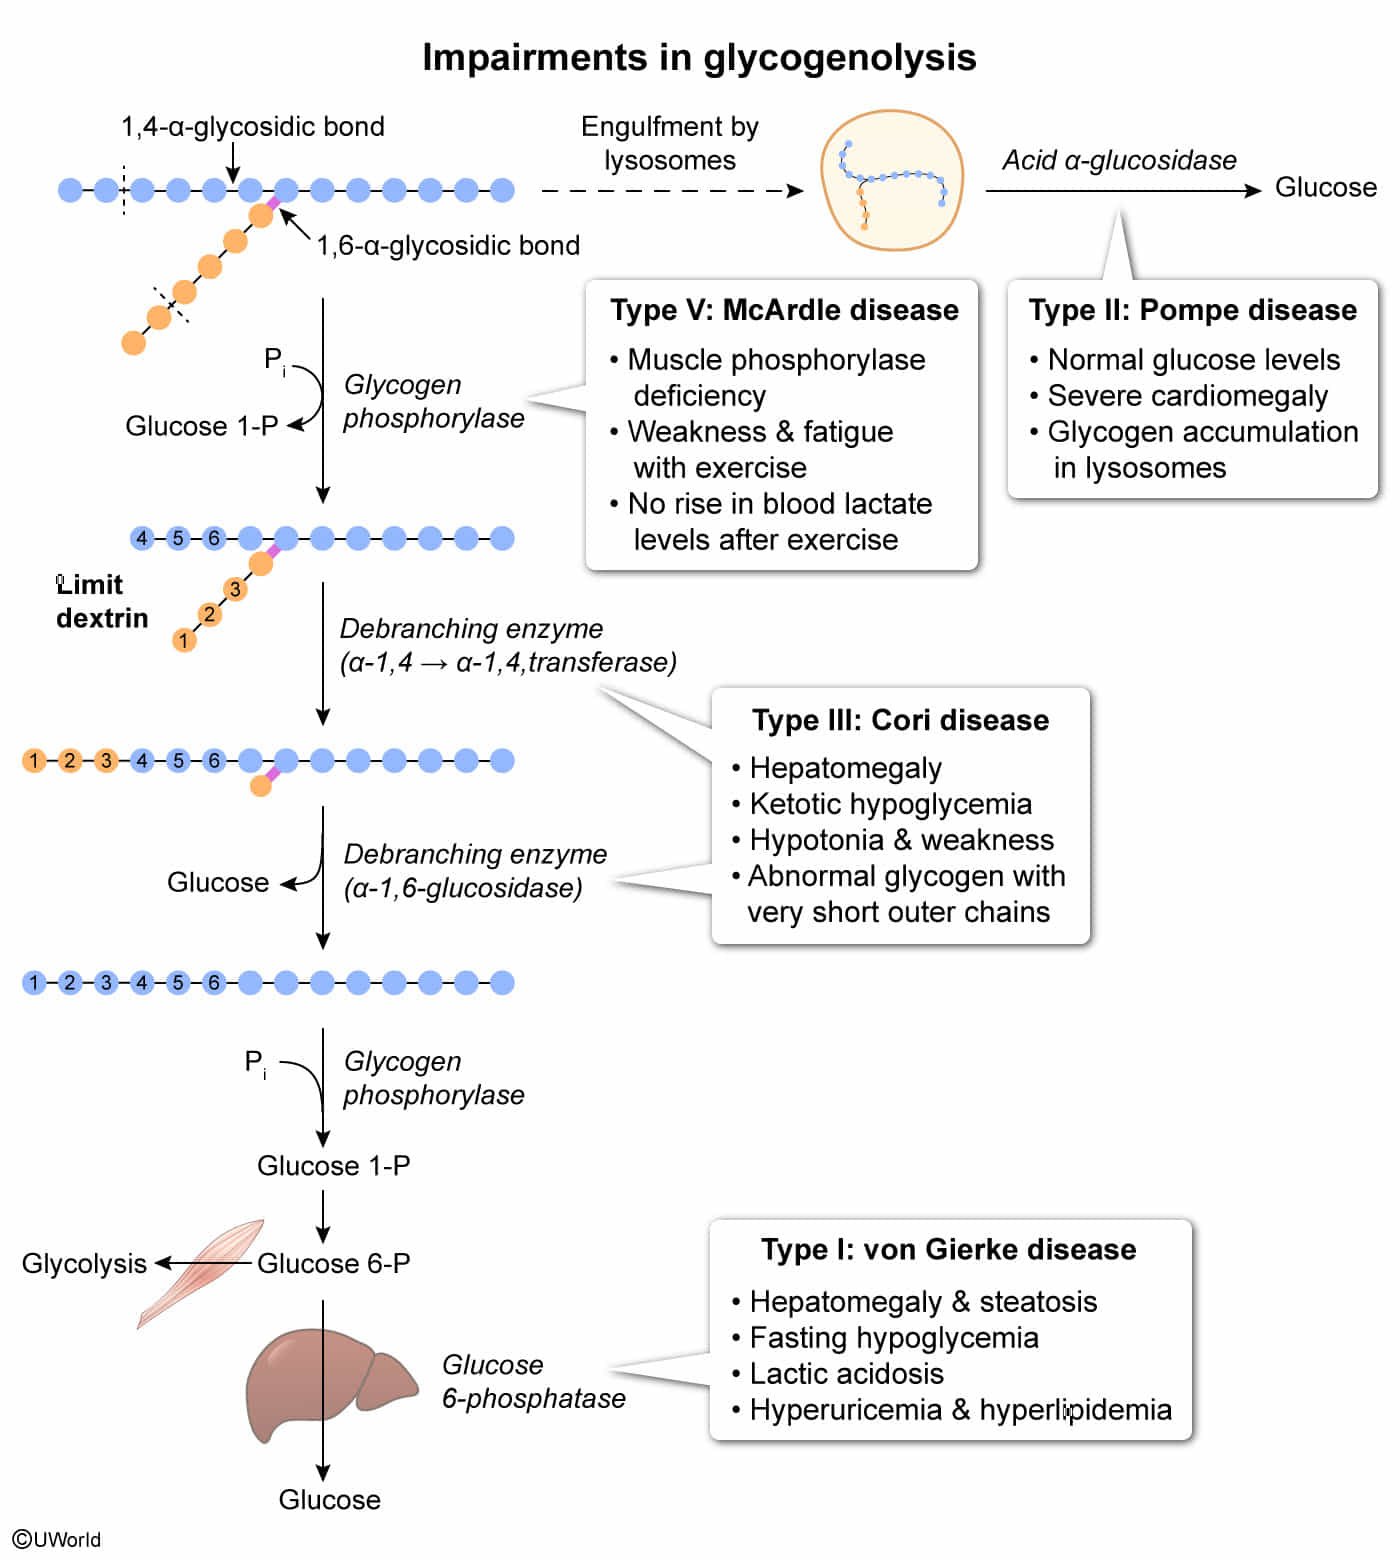 Impairments in glycogenolysis
1,4-α-glycosidic bond
Engulfment by
lysosomes
Acid α-glucosidase
Glucose
1,6-α-glycosidic bond
Type V: McArdle disease
• Muscle phosphorylase
deficiency
• Weakness & fatigue
with exercise
• No rise in blood lactate
levels after exercise
Type II: Pompe disease
• Normal glucose levels
• Severe cardiomegaly
• Glycogen accumulation
in lysosomes
Pi
Glucose 1-P
Glycogen
phosphorylase
4 5 6
3
2
1
Limit
dextrin
Debranching enzyme
(α-1,4 → α-1,4,transferase)
Type III: Cori disease
• Hepatomegaly
• Ketotic hypoglycemia
• Hypotonia & weakness
• Abnormal glycogen with
very short outer chains
1 2 3 4 5 6
Glucose
Debranching enzyme
(α-1,6-glucosidase)
1 2 3 4 5 6
Pi
Glycogen
phosphorylase
Glucose 1-P
Glycolysis
Glucose 6-P
Glucose
6-phosphatase
Type I: von Gierke disease
• Hepatomegaly & steatosis
• Fasting hypoglycemia
• Lactic acidosis
• Hyperuricemia & hyperlipidemia
Glucose
©UWorld